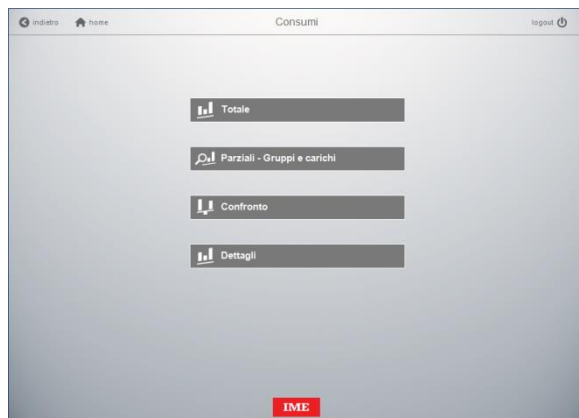 indietro home Consumi logout
Totale
Parziali - Gruppi e carichi
Confronto
Dettagli
IME